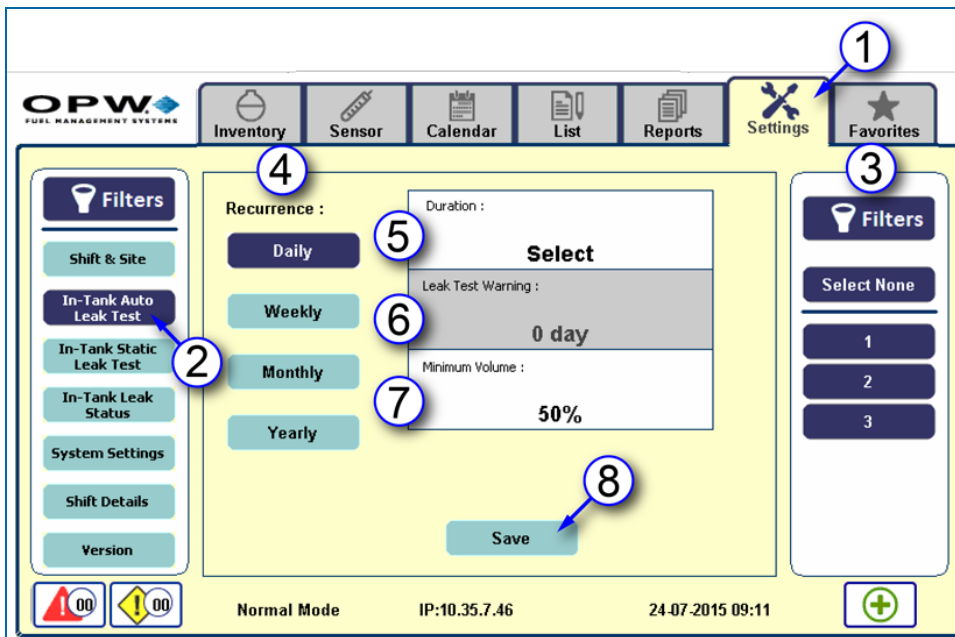 1
OPW
FUEL MANAGEMENT SYSTEMS
Inventory
Sensor
Calendar
List
Reports
Settings
Favorites
4
3
Filters
Shift & Site
In-Tank Auto
Leak Test
2
In-Tank Static
Leak Test
In-Tank Leak
Status
System Settings
Shift Details
Version
Recurrence :
Daily
Weekly
Monthly
Yearly
5
Duration :
Select
6
Leak Test Warning :
0 day
7
Minimum Volume :
50%
8
Save
Filters
Select None
1
2
3
! 00
! 00
Normal Mode
IP:10.35.7.46
24-07-2015 09:11